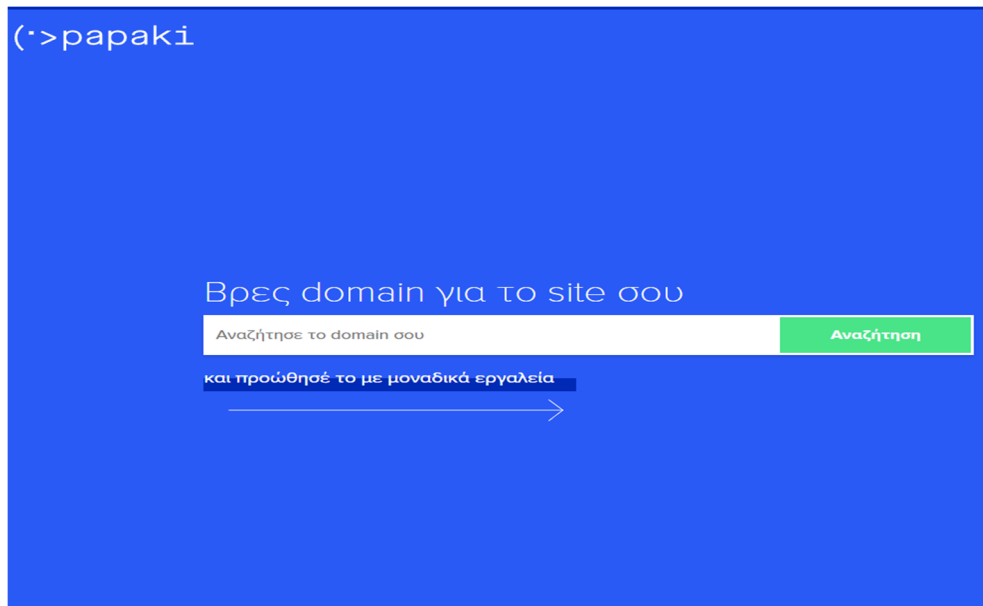 (·>papaki
Βρες domain για το site σου
Αναζήτησε το domain σου
Αναζήτηση
και προώθησέ το με μοναδικά εργαλεία